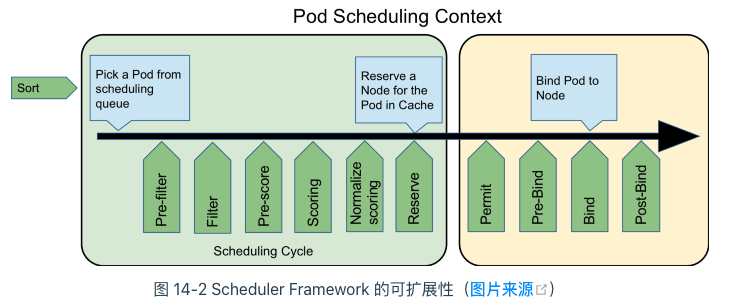 Pod Scheduling Context
Sort
Pick a Pod from
scheduling
queue
Reserve a
Node for the
Pod in Cache
Bind Pod to
Node
Pre-filter
Filter
Pre-score
Scoring
Normalize
scoring
Reserve
Permit
Pre-Bind
Bind
Post-Bind
Scheduling Cycle
图 14-2 Scheduler Framework 的可扩展性（图片来源）